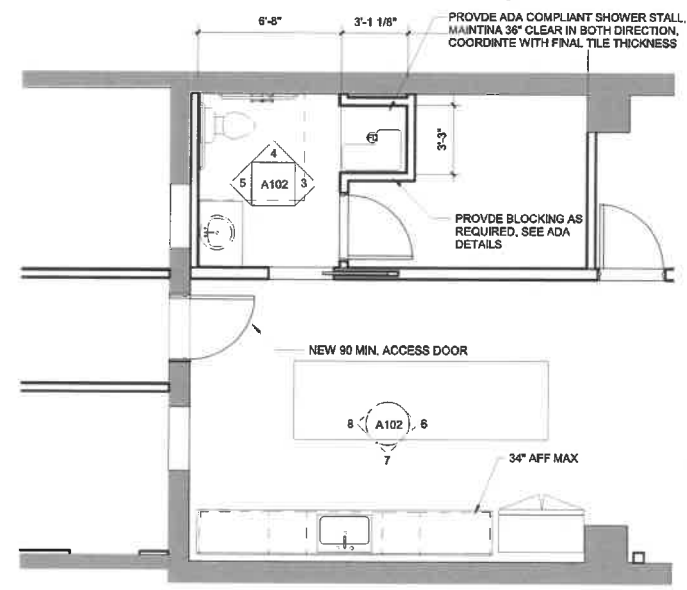 6'-8"
3'-1 1/8"
PROVDE ADA COMPLIANT SHOWER STALL,
MAINTINA 36" CLEAR IN BOTH DIRECTION,
COORDINTE WITH FINAL TILE THICKNESS
3'-3"
4
5 A102 3
PROVDE BLOCKING AS
REQUIRED, SEE ADA
DETAILS
NEW 90 MIN. ACCESS DOOR
8 A102 6
7
34" AFF MAX